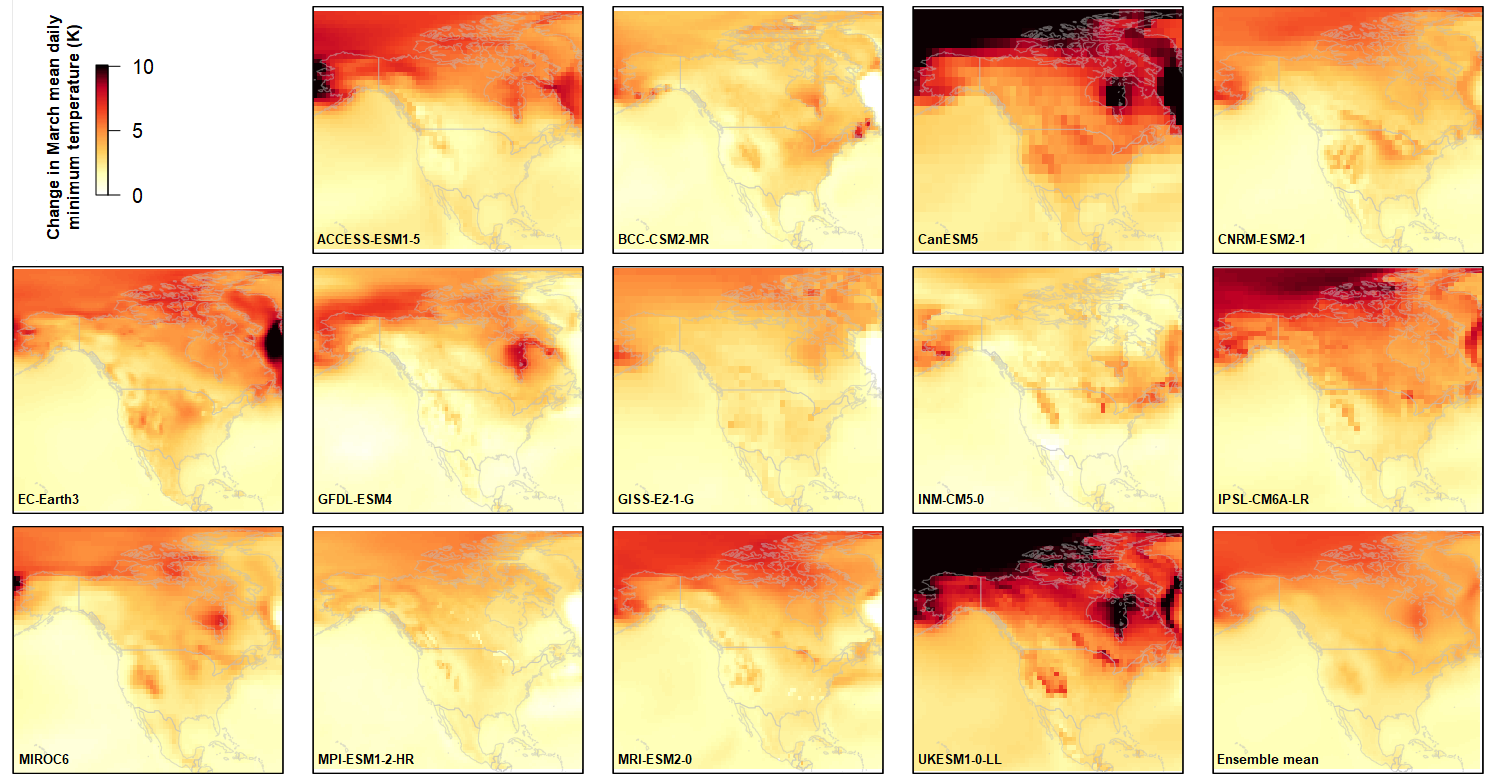 Change in March mean daily
minimum temperature (K)
10
5
0
ACCESS-ESM1-5
BCC-CSM2-MR
CanESM5
CNRM-ESM2-1
EC-Earth3
GFDL-ESM4
GISS-E2-1-G
INM-CM5-0
IPSL-CM6A-LR
MIROC6
MPI-ESM1-2-HR
MRI-ESM2-0
UKESM1-0-LL
Ensemble mean